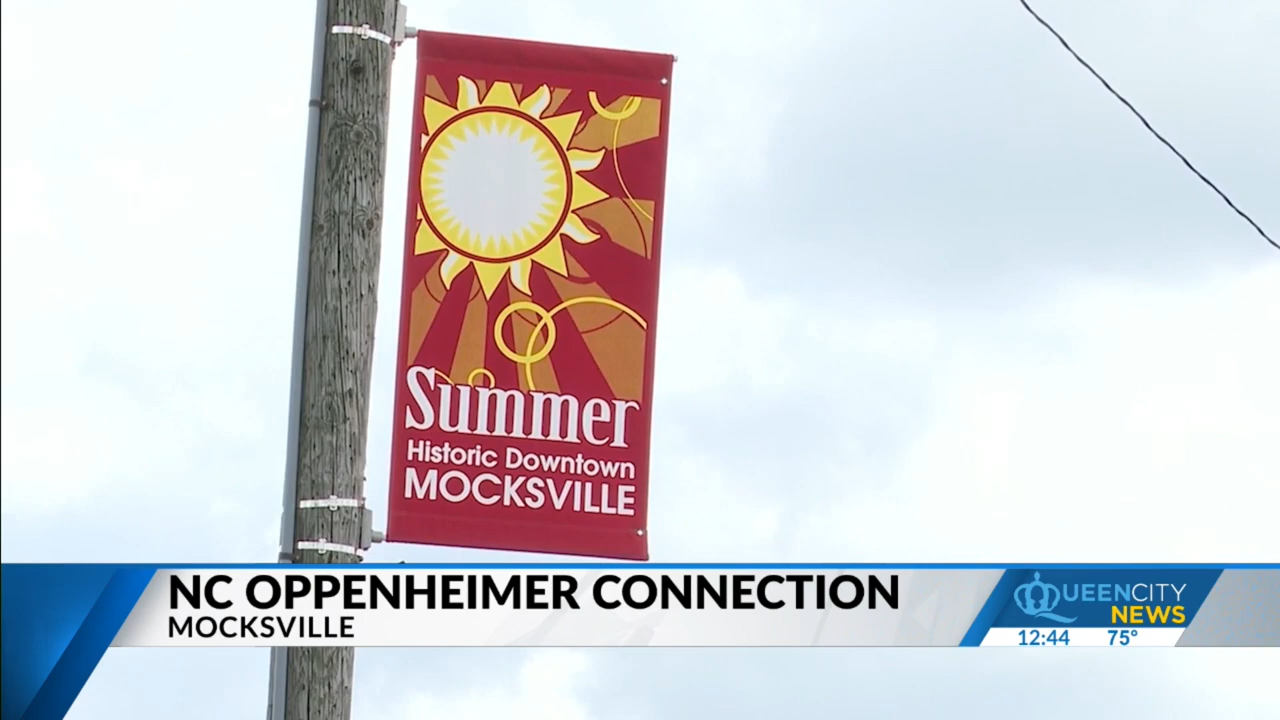 Summer
Historic Downtown
MOCKSVILLE
NC OPPENHEIMER CONNECTION
MOCKSVILLE
QUEENCITY
NEWS
12:44 75°